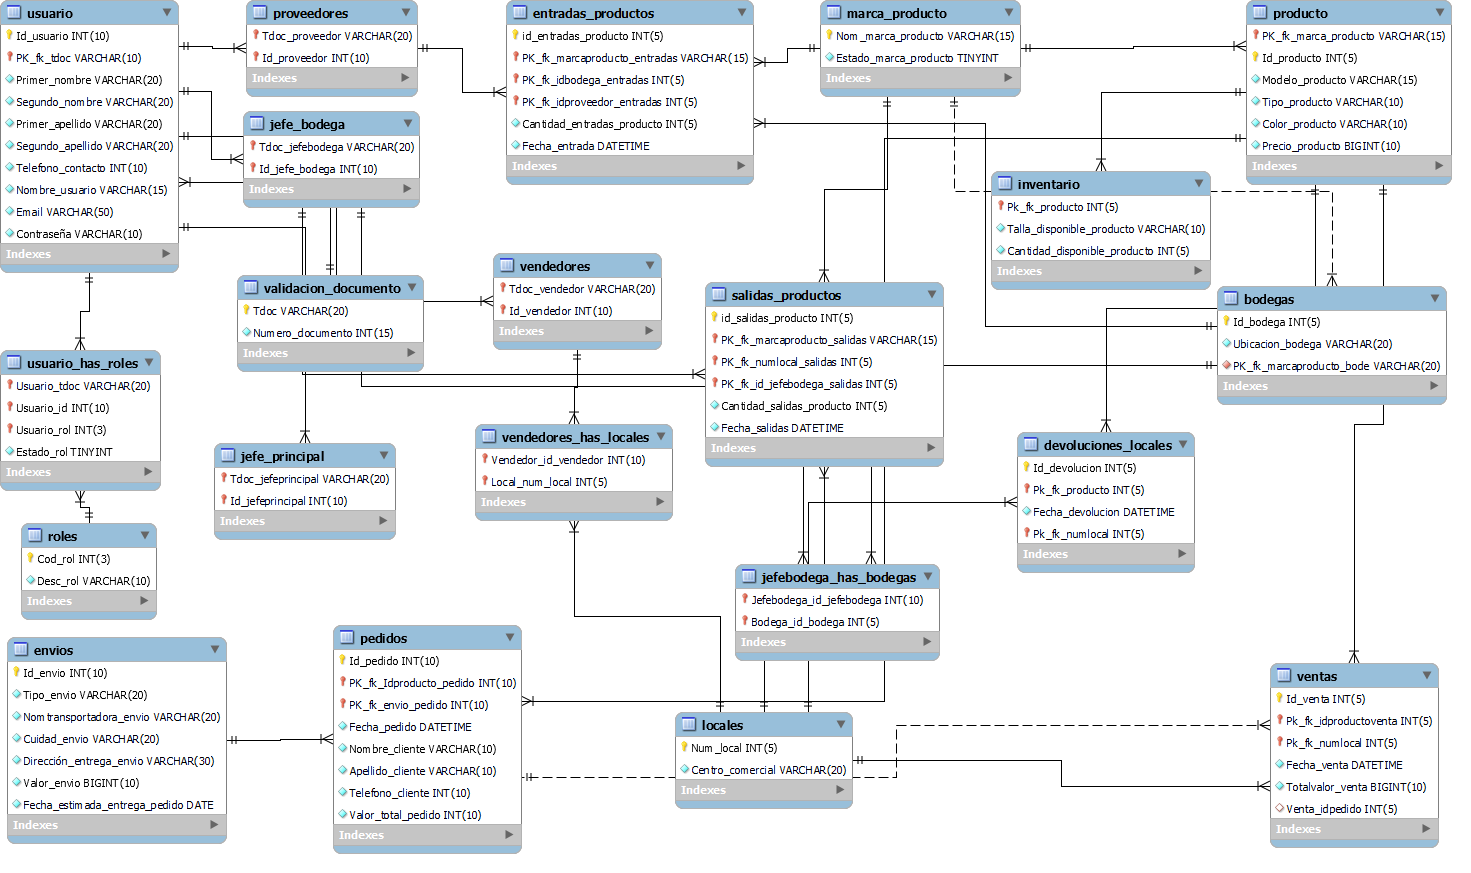 usuario
Id_usuario INT(10)
PK_fk_tdoc VARCHAR(10)
Primer_nombre VARCHAR(20)
Segundo_nombre VARCHAR(20)
Primer_apellido VARCHAR(20)
Segundo_apellido VARCHAR(20)
Telefono_contacto INT(10)
Nombre_usuario VARCHAR(15)
Email VARCHAR(50)
Contraseña VARCHAR(10)
Indexes
proveedores
Tdoc_proveedor VARCHAR(20)
Id_proveedor INT(10)
Indexes
jefe_bodega
Tdoc_jefebodega VARCHAR(20)
Id_jefe_bodega INT(10)
Indexes
entradas_productos
id_entradas_producto INT(5)
PK_fk_marcaproducto_entradas VARCHAR(15)
PK_fk_idbodega_entradas INT(5)
PK_fk_idproveedor_entradas INT(5)
Cantidad_entradas_producto INT(5)
Fecha_entrada DATETIME
Indexes
marca_producto
Nom_marca_producto VARCHAR(15)
Estado_marca_producto TINYINT
Indexes
producto
PK_fk_marca_producto VARCHAR(15)
Id_producto INT(5)
Modelo_producto VARCHAR(15)
Tipo_producto VARCHAR(10)
Color_producto VARCHAR(10)
Precio_producto BIGINT(10)
Indexes
inventario
Pk_fk_producto INT(5)
Talla_disponible_producto VARCHAR(10)
Cantidad_disponible_producto INT(5)
Indexes
validacion_documento
Tdoc VARCHAR(20)
Numero_documento INT(15)
Indexes
vendedores
Tdoc_vendedor VARCHAR(20)
Id_vendedor INT(10)
Indexes
salidas_productos
id_salidas_producto INT(5)
PK_fk_marcaproducto_salidas VARCHAR(15)
PK_fk_numlocal_salidas INT(5)
PK_fk_id_jefebodega_salidas INT(5)
Cantidad_salidas_producto INT(5)
Fecha_salidas DATETIME
Indexes
bodegas
Id_bodega INT(5)
Ubicacion_bodega VARCHAR(20)
PK_fk_marcaproducto_bode VARCHAR(20)
Indexes
usuario_has_roles
Usuario_tdoc VARCHAR(20)
Usuario_id INT(10)
Usuario_rol INT(3)
Estado_rol TINYINT
Indexes
jefe_principal
Tdoc_jefeprincipal VARCHAR(20)
Id_jefeprincipal INT(10)
Indexes
vendedores_has_locales
Vendedor_id_vendedor INT(10)
Local_num_local INT(5)
Indexes
devoluciones_locales
Id_devolucion INT(5)
Pk_fk_producto INT(5)
Fecha_devolucion DATETIME
Pk_fk_numlocal INT(5)
Indexes
roles
Cod_rol INT(3)
Desc_rol VARCHAR(10)
Indexes
jefebodega_has_bodegas
Jefebodega_id_jefebodega INT(10)
Bodega_id_bodega INT(5)
Indexes
envios
Id_envio INT(10)
Tipo_envio VARCHAR(20)
Nomtransportadora_envio VARCHAR(20)
Cuidad_envio VARCHAR(20)
Dirección_entrega_envio VARCHAR(30)
Valor_envio BIGINT(10)
Fecha_estimada_entrega_pedido DATE
Indexes
pedidos
Id_pedido INT(10)
PK_fk_Idproducto_pedido INT(10)
PK_fk_envio_pedido INT(10)
Fecha_pedido DATETIME
Nombre_cliente VARCHAR(10)
Apellido_cliente VARCHAR(10)
Telefono_cliente INT(10)
Valor_total_pedido INT(10)
Indexes
locales
Num_local INT(5)
Centro_comercial VARCHAR(20)
Indexes
ventas
Id_venta INT(5)
Pk_fk_idproductoventa INT(5)
Pk_fk_numlocal INT(5)
Fecha_venta DATETIME
Totalvalor_venta BIGINT(10)
Venta_idpedido INT(5)
Indexes